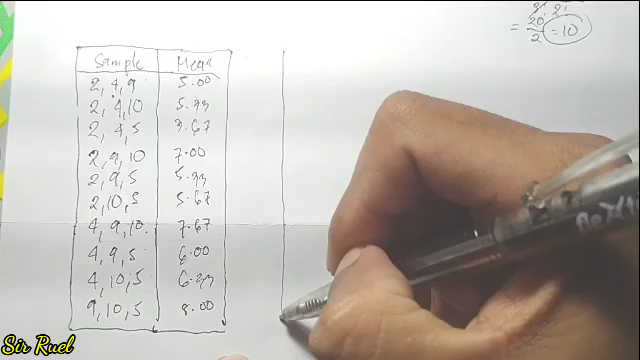 = 20! / 2 = 10
Sample Mean
2, 4, 9 5.00
2, 4, 10 5.33
2, 4, 5 3.67
2, 9, 10 7.00
2, 9, 5 5.33
2, 10, 5 5.67
4, 9, 10 7.67
4, 9, 5 6.00
4, 10, 5 6.33
9, 10, 5 8.00
Sir Ruel